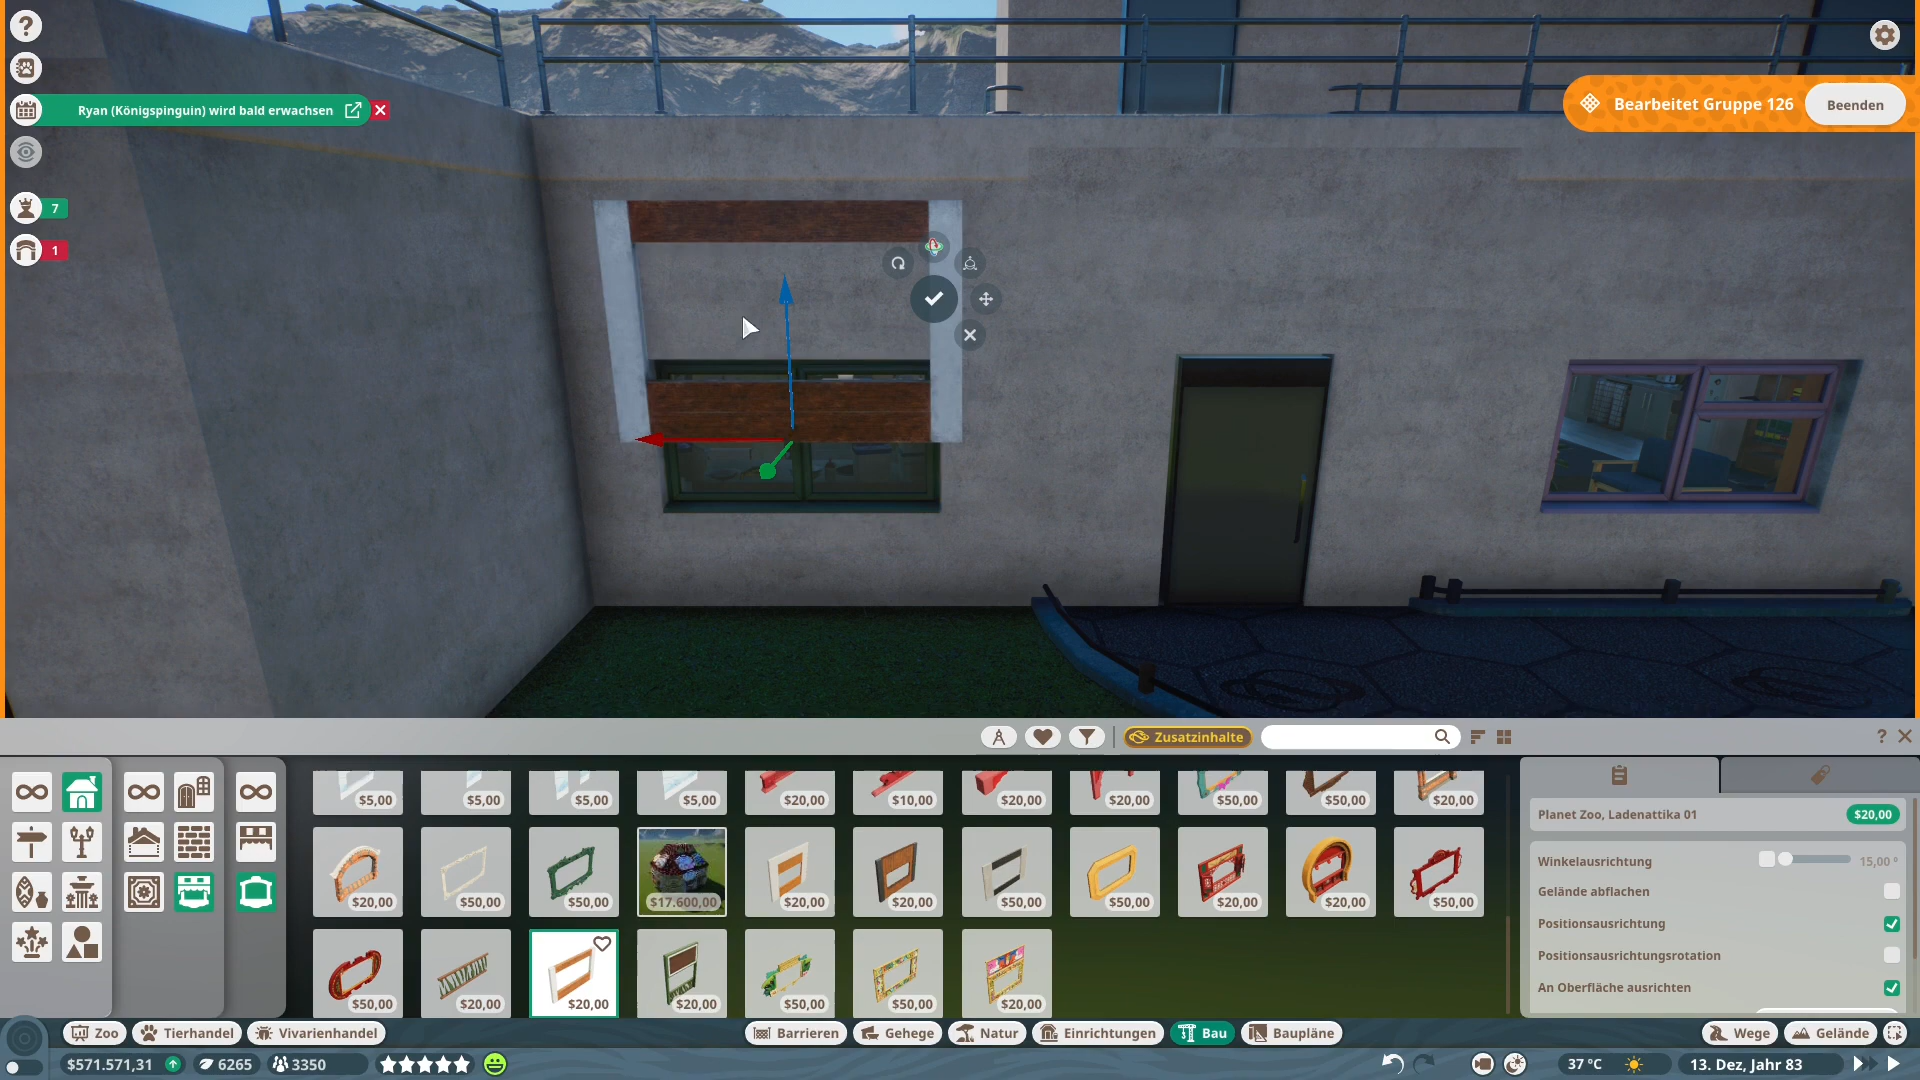 ?
Bearbeitet Gruppe 126
Beenden
Ryan (Königspinguin) wird bald erwachsen
7
1
Zusatzinhalte
?
$5,00 $5,00 $5,00 $5,00 $20,00 $10,00 $20,00 $20,00 $50,00 $50,00 $20,00
$20,00 $50,00 $50,00 $17.600,00 $20,00 $20,00 $50,00 $50,00 $20,00 $20,00 $50,00
$50,00 $20,00 $20,00 $20,00 $50,00 $50,00 $20,00
Planet Zoo, Ladenattika 01 $20,00
Winkelausrichtung 15,00 °
Gelände abflachen
Positionsausrichtung
Positionsausrichtungsrotation
An Oberfläche ausrichten
Zoo Tierhandel Vivarienhandel Barrieren Gehege Natur Einrichtungen Bau Baupläne Wege Gelände
$571.571,31 6265 3350 37 °C 13. Dez, Jahr 83